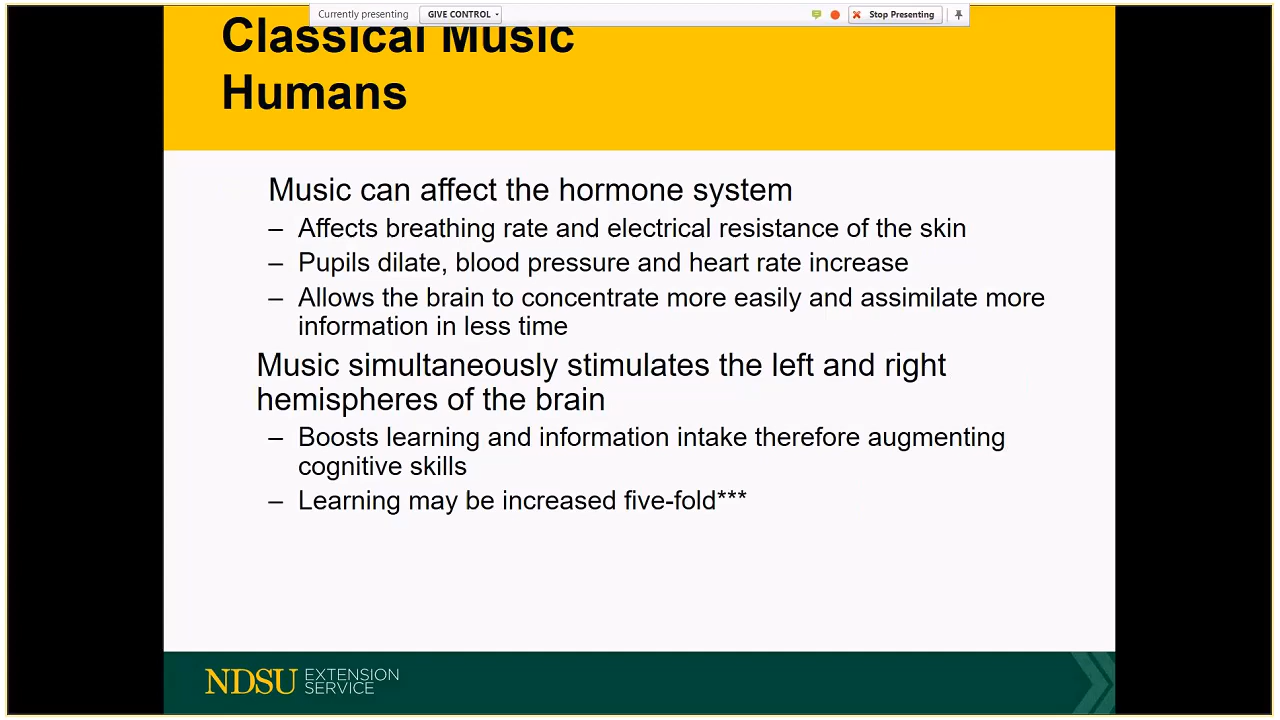 Currently presenting GIVE CONTROL Stop Presenting
Classical Music
Humans
Music can affect the hormone system
– Affects breathing rate and electrical resistance of the skin
– Pupils dilate, blood pressure and heart rate increase
– Allows the brain to concentrate more easily and assimilate more
information in less time
Music simultaneously stimulates the left and right
hemispheres of the brain
– Boosts learning and information intake therefore augmenting
cognitive skills
– Learning may be increased five-fold***
NDSU EXTENSION
SERVICE